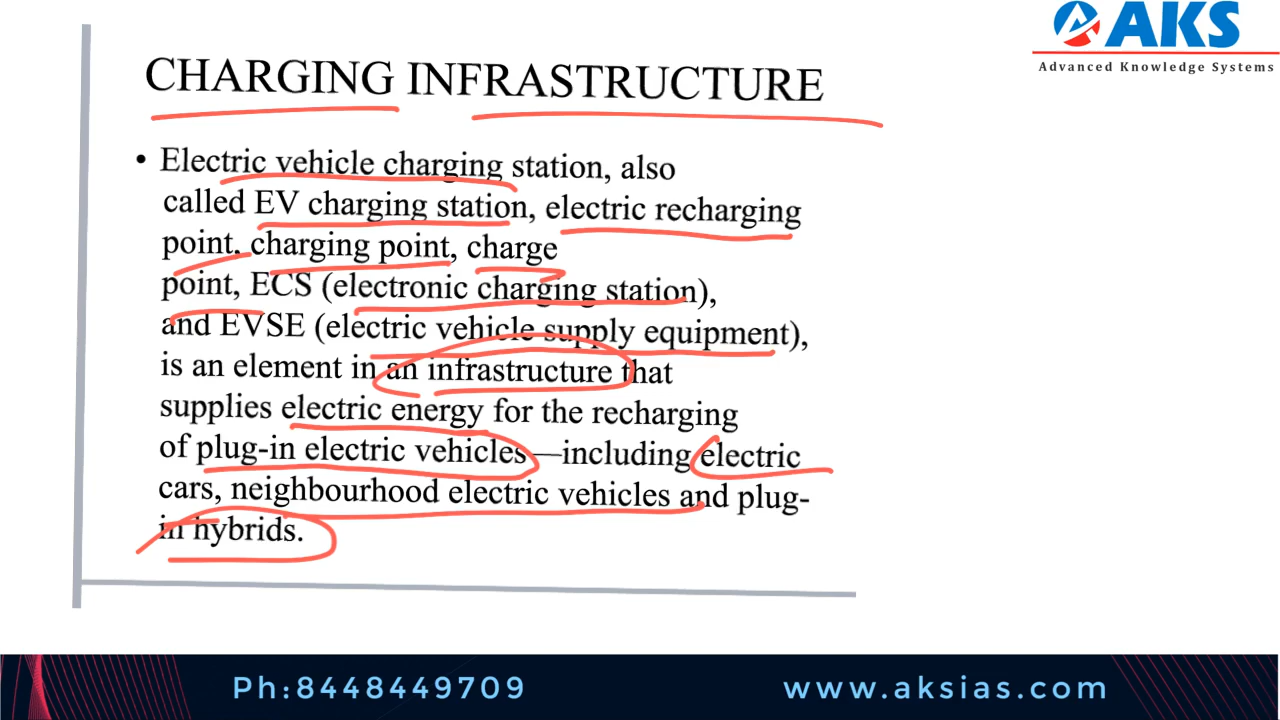 AKS
Advanced Knowledge Systems
CHARGING INFRASTRUCTURE
• Electric vehicle charging station, also
called EV charging station, electric recharging
point, charging point, charge
point, ECS (electronic charging station),
and EVSE (electric vehicle supply equipment),
is an element in an infrastructure that
supplies electric energy for the recharging
of plug-in electric vehicles—including electric
cars, neighbourhood electric vehicles and plug-
in hybrids.
Ph:8448449709
www.aksias.com